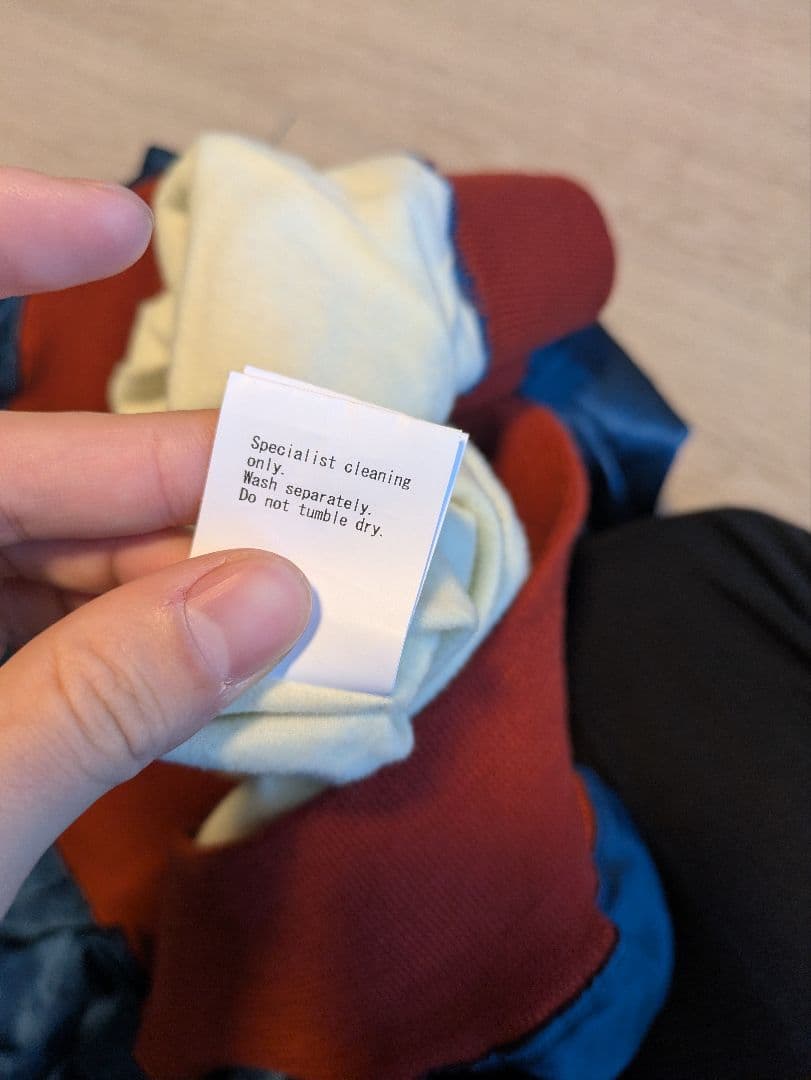 Specialist cleaning
only.
Wash separately.
Do not tumble dry.